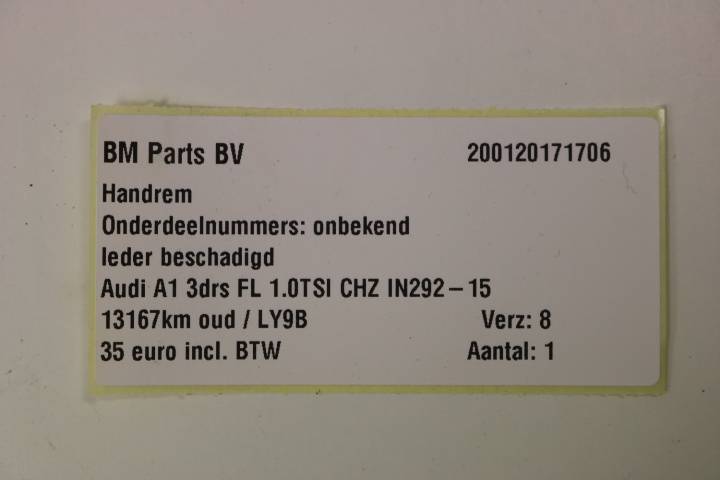 BM Parts BV 200120171706
Handrem
Onderdeelnummers: onbekend
leder beschadigd
Audi A1 3drs FL 1.0TSI CHZ IN292-15
13167km oud / LY9B Verz: 8
35 euro incl. BTW Aantal: 1